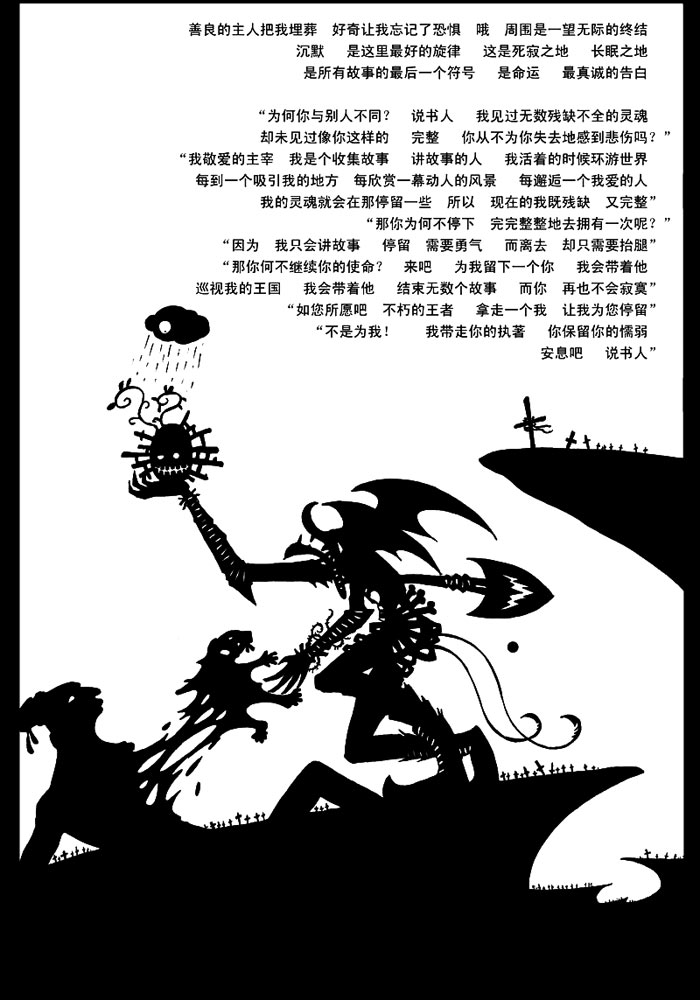 善良的主人把我埋葬 好奇让我忘记了恐惧 哦 周围是一望无际的终结
沉默 是这里最好的旋律 这是死寂之地 长眠之地
是所有故事的最后一个符号 是命运 最真诚的告白
“为何你与别人不同? 说书人 我见过无数残缺不全的灵魂
却未见过像你这样的 完整 你从不为你失去地感到悲伤吗?”
“我敬爱的主宰 我是个收集故事 讲故事的人 我活着的时候环游世界
每到一个吸引我的地方 每欣赏一幕动人的风景 每邂逅一个我爱的人
我的灵魂就会在那停留一些 所以 现在的我既残缺 又完整”
“那你为何不停下 完完整整地去拥有一次呢?”
“因为 我只会讲故事 停留 需要勇气 而离去 却只需要抬腿”
“那你何不继续你的使命? 来吧 为我留下一个你 我会带着他
巡视我的王国 我会带着他 结束无数个故事 而你 再也不会寂寞”
“如您所愿吧 不朽的王者 拿走一个我 让我为您停留”
“不是为我! 我带走你的执著 你保留你的懦弱
安息吧 说书人”